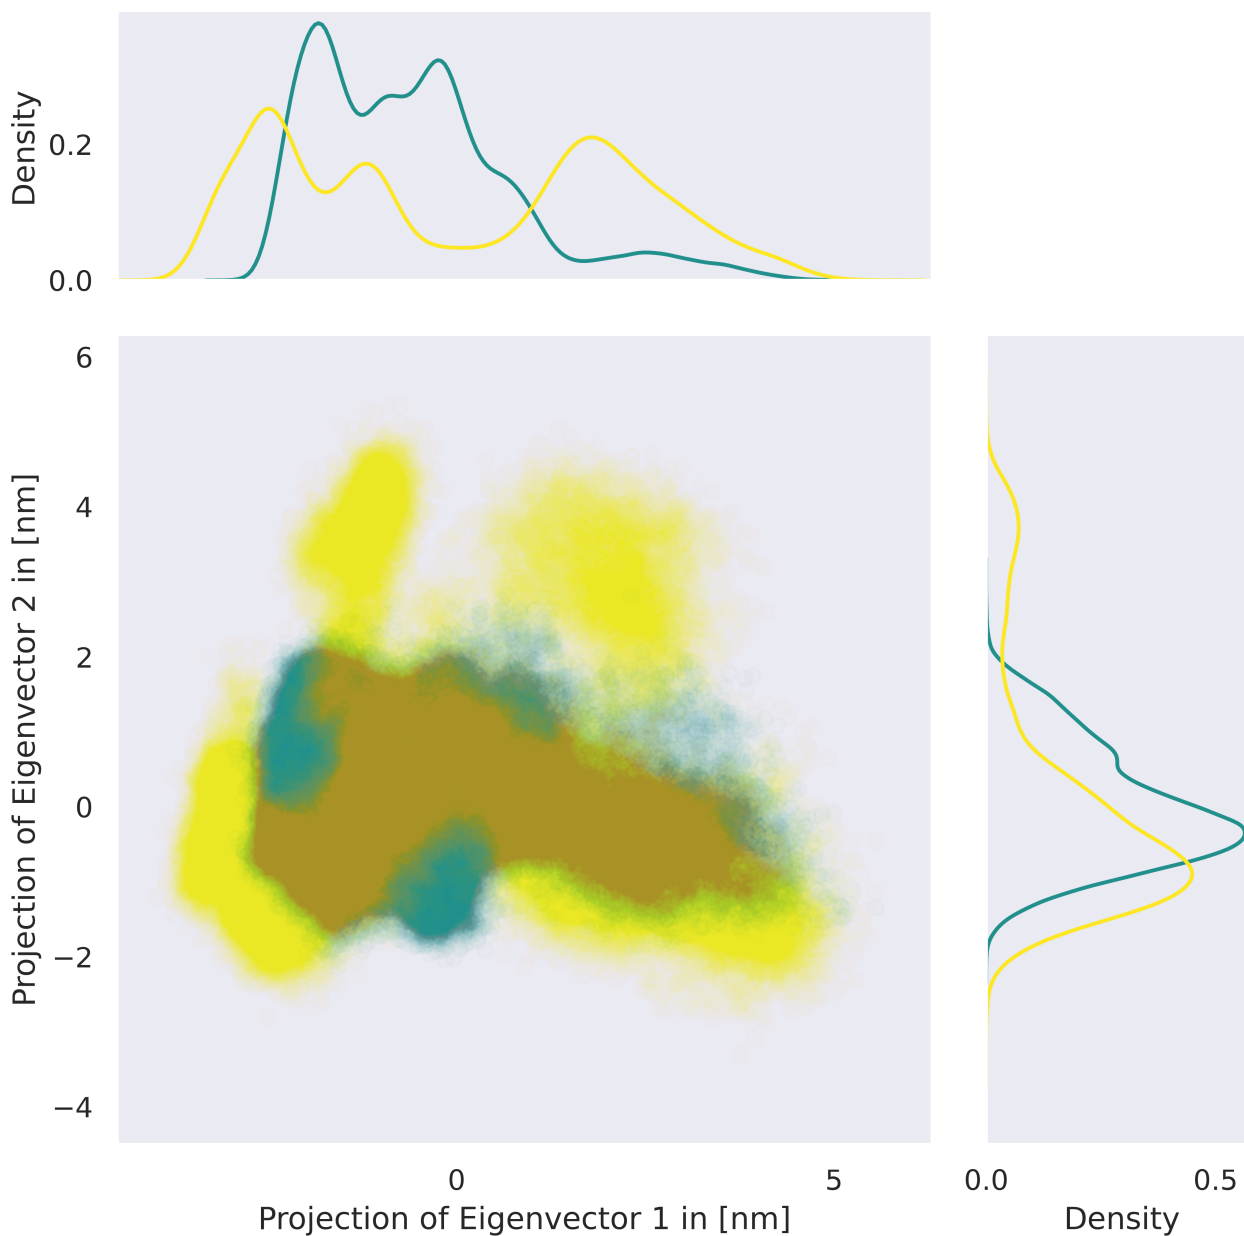 Density
0.2
0.0
6
4
2
0
−2
−4
Projection of Eigenvector 2 in [nm]
0 5
Projection of Eigenvector 1 in [nm]
0.0 0.5
Density